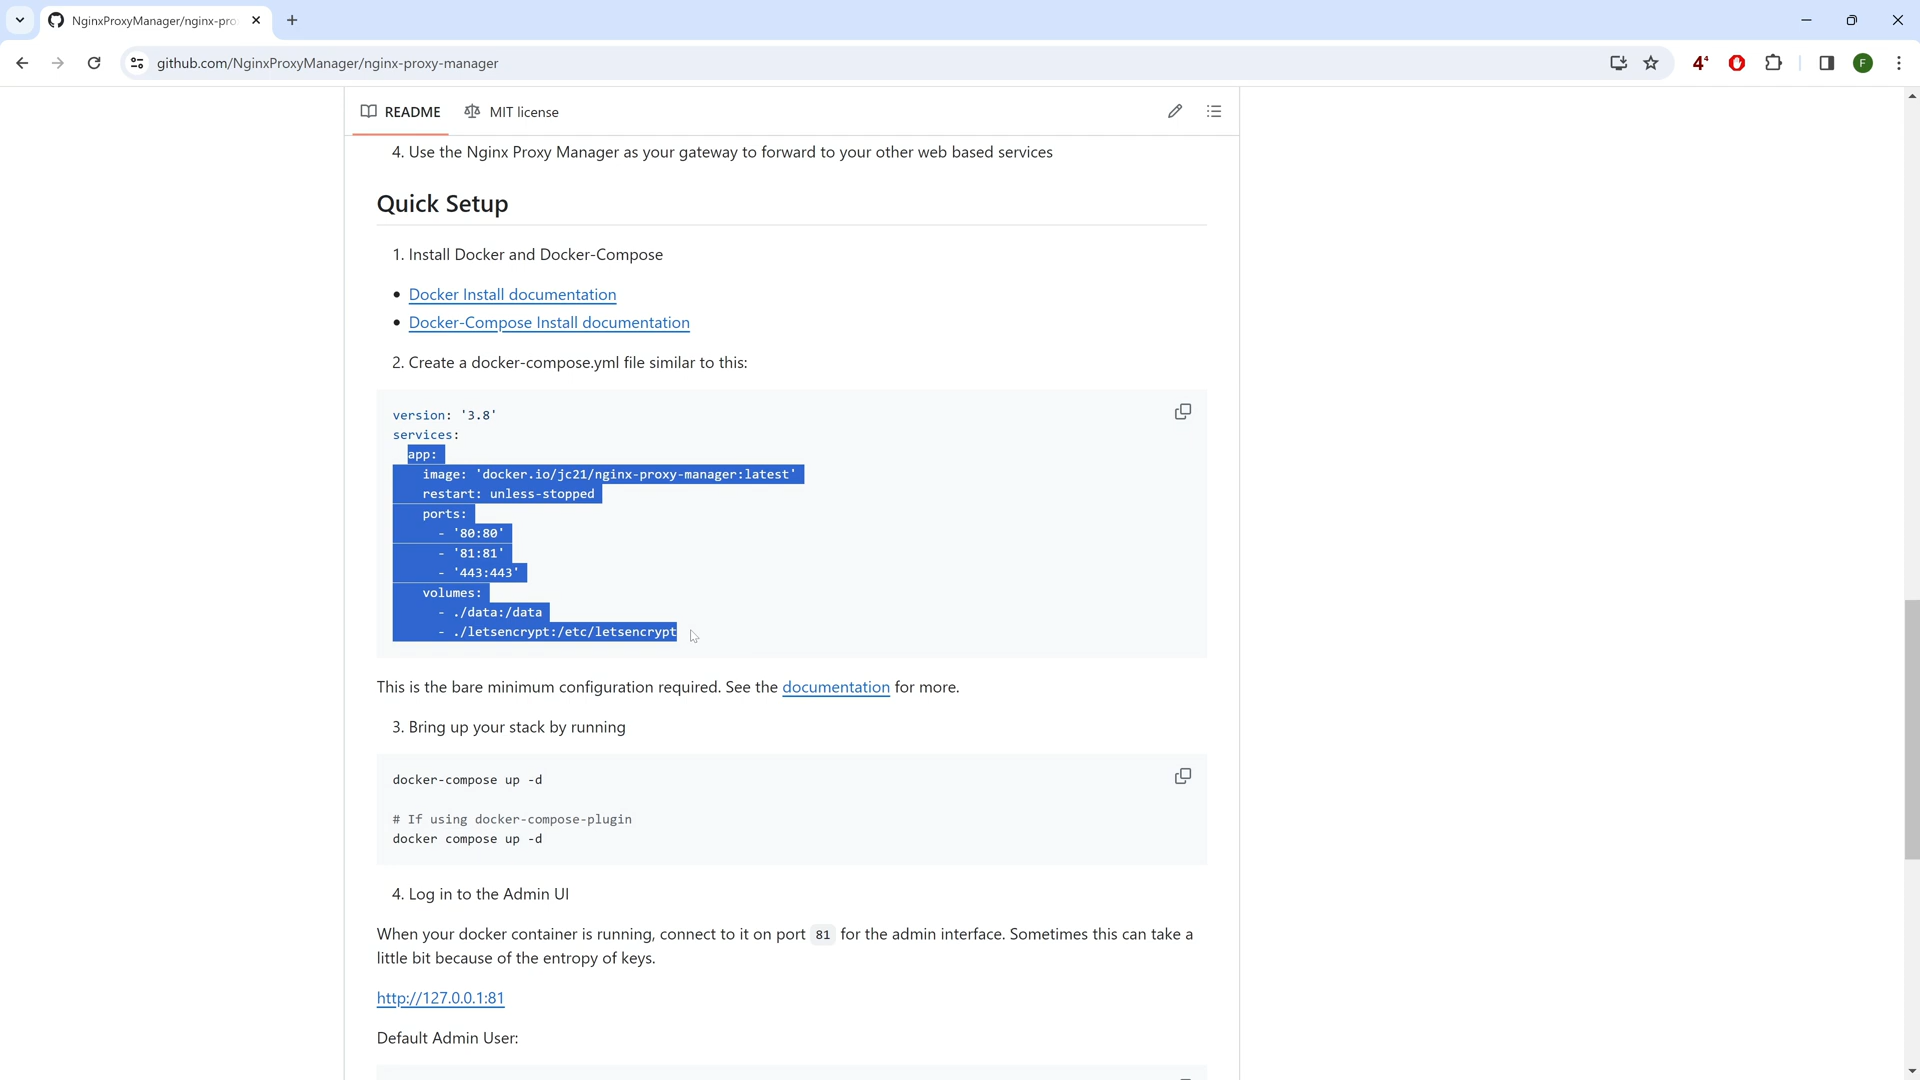 NginxProxyManager/nginx-pro
github.com/NginxProxyManager/nginx-proxy-manager
F
README
MIT license
4. Use the Nginx Proxy Manager as your gateway to forward to your other web based services
Quick Setup
1. Install Docker and Docker-Compose
Docker Install documentation
Docker-Compose Install documentation
2. Create a docker-compose.yml file similar to this:
version: '3.8'
services:
app:
image: 'docker.io/jc21/nginx-proxy-manager:latest'
restart: unless-stopped
ports:
- '80:80'
- '81:81'
- '443:443'
volumes:
- ./data:/data
- ./letsencrypt:/etc/letsencrypt
This is the bare minimum configuration required. See the documentation for more.
3. Bring up your stack by running
docker-compose up -d
# If using docker-compose-plugin
docker compose up -d
4. Log in to the Admin UI
When your docker container is running, connect to it on port 81 for the admin interface. Sometimes this can take a
little bit because of the entropy of keys.
http://127.0.0.1:81
Default Admin User: